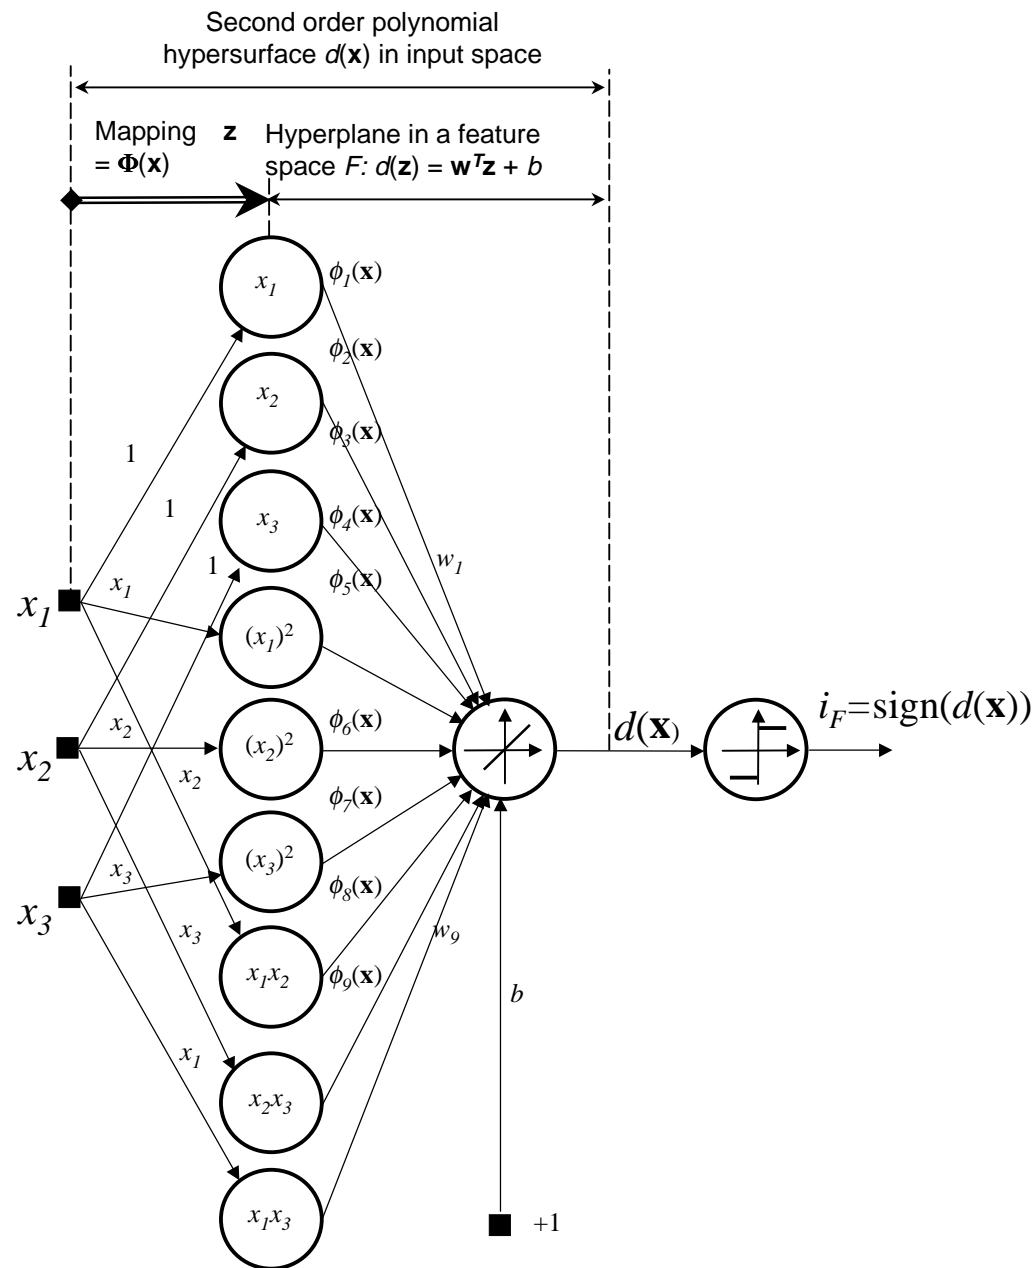 Second order polynomial
hypersurface d(x) in input space
Mapping z
= Φ(x)
Hyperplane in a feature
space F: d(z) = wᵀz + b
x₁
ϕ₁(x)
ϕ₂(x)
x₂
ϕ₃(x)
1
1
x₃
ϕ₄(x)
w₁
1
ϕ₅(x)
x₁
x₁
(x₁)²
i_F=sign(d(x))
d(x)
ϕ₆(x)
x₂
(x₂)²
x₂
x₂
ϕ₇(x)
(x₃)²
x₃
ϕ₈(x)
x₃
x₃
w₉
x₁x₂
ϕ₉(x)
b
x₁
x₂x₃
x₁x₃
+1